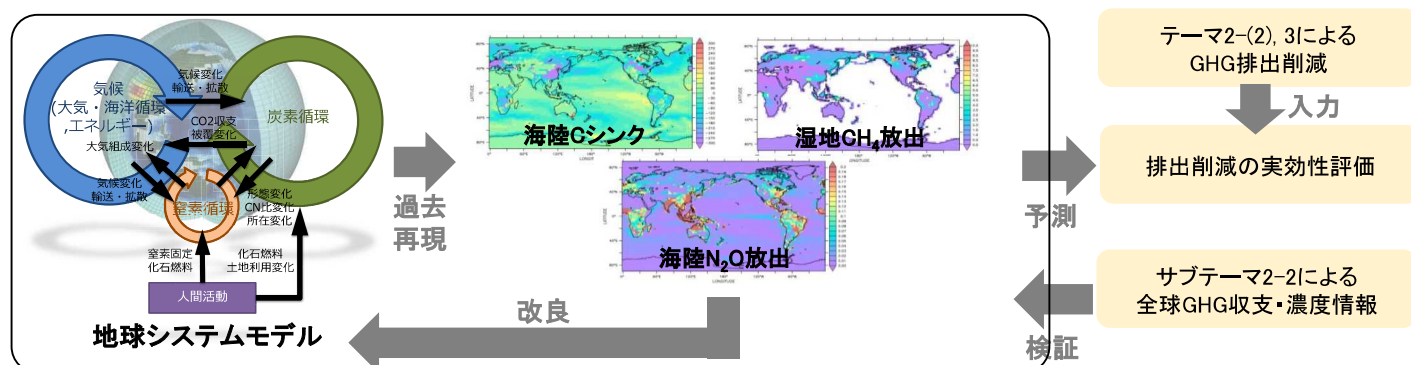 気候
(大気・海洋循環
,エネルギー)
気候変化
輸送・拡散
炭素循環
CO2収支
被覆変化
大気組成変化
気候変化
輸送・拡散
窒素循環
形態変化
CN比変化
所在変化
窒素固定
化石燃料
化石燃料
土地利用変化
人間活動
地球システムモデル
過去
再現
海陸Cシンク
湿地CH₄放出
海陸N₂O放出
改良
予測
検証
テーマ2-(2), 3による
GHG排出削減
入力
排出削減の実効性評価
サブテーマ2-2による
全球GHG収支・濃度情報